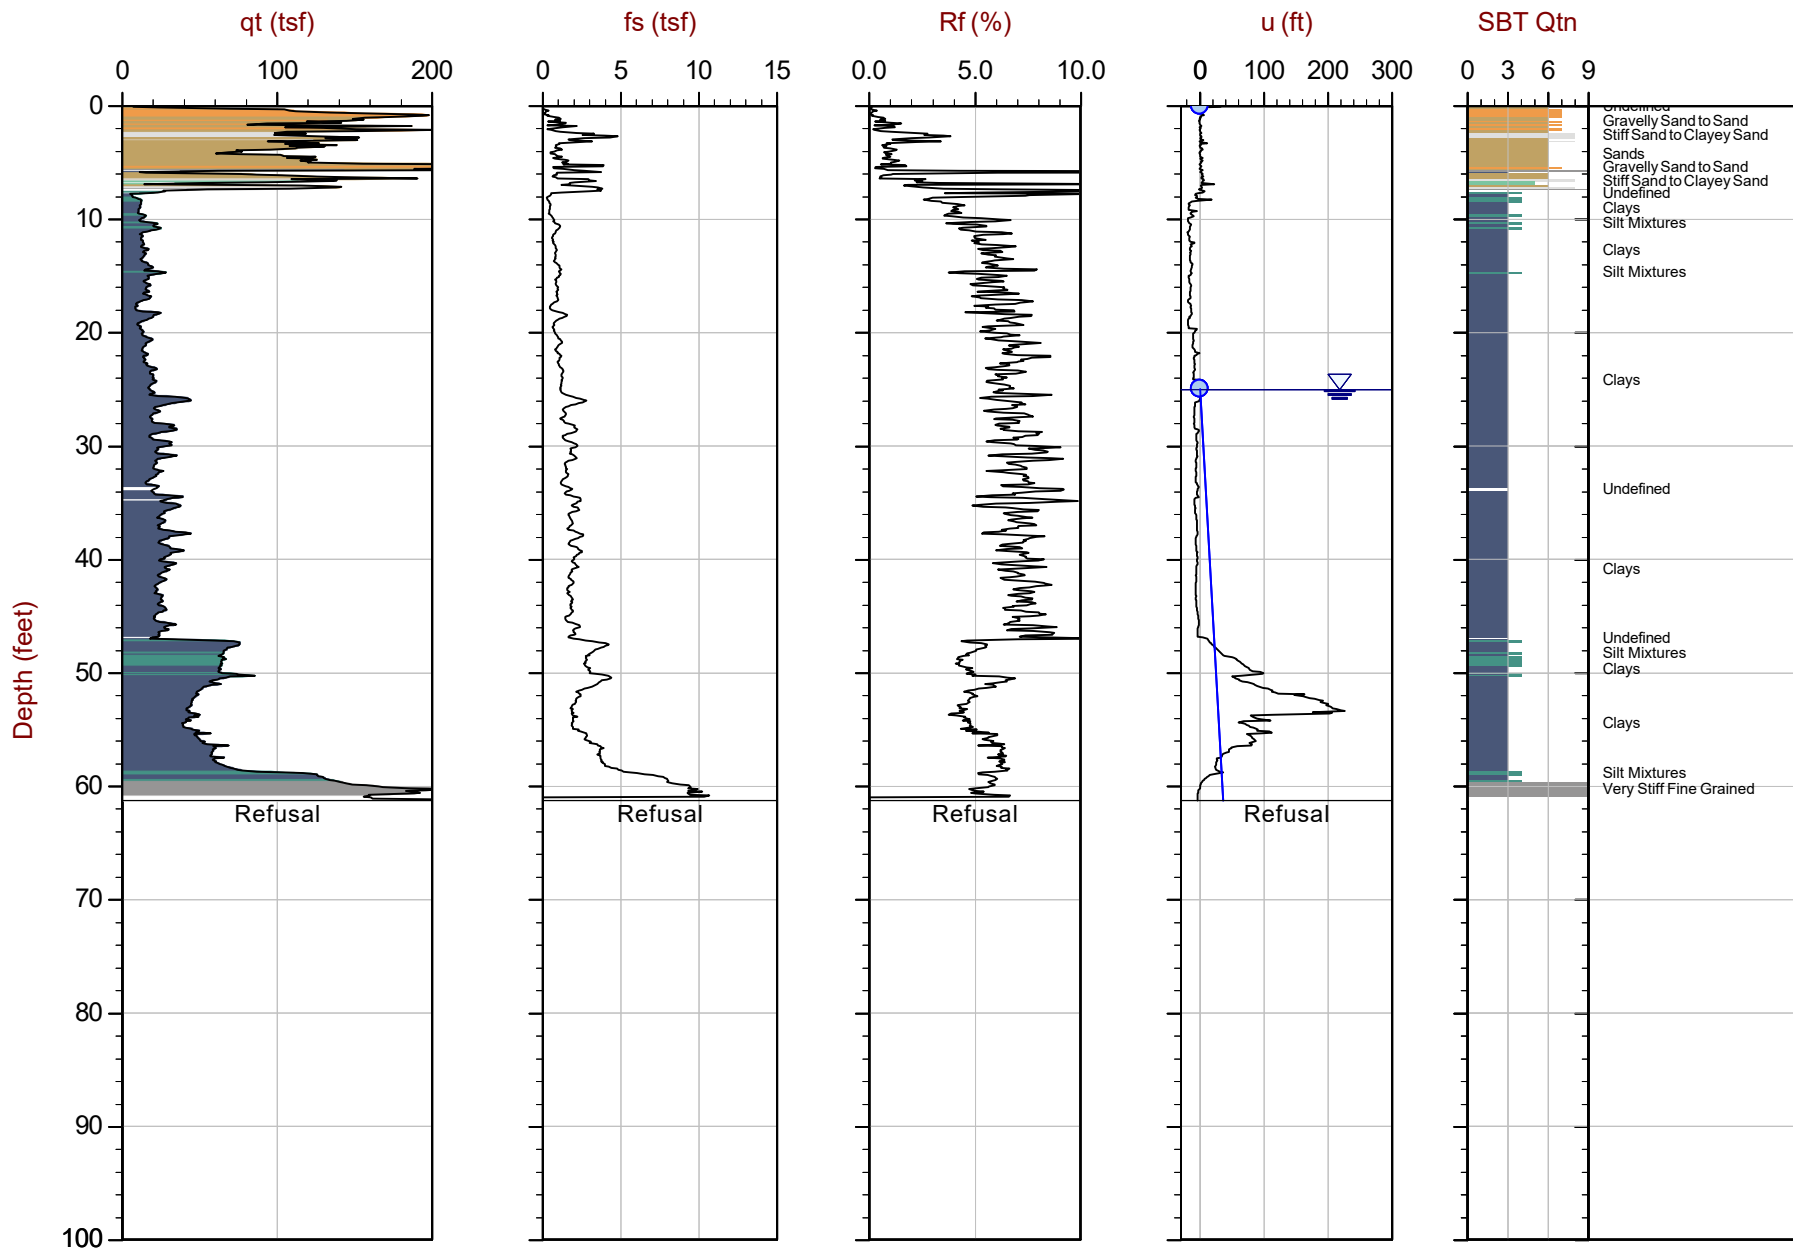 qt (tsf) fs (tsf) Rf (%) u (ft) SBT Qtn
0 100 200 0 5 10 15 0.0 5.0 10.0 0 100 200 300 0 3 6 9
0
Undefined
Gravelly Sand to Sand
Stiff Sand to Clayey Sand
Sands
Gravelly Sand to Sand
Stiff Sand to Clayey Sand
Undefined
Clays
10
Silt Mixtures
Clays
Silt Mixtures
20
Clays
30
Undefined
40
Clays
Undefined
Silt Mixtures
50
Clays
Clays
Silt Mixtures
60
Very Stiff Fine Grained
Refusal Refusal Refusal Refusal
70
80
90
100
Depth (feet)